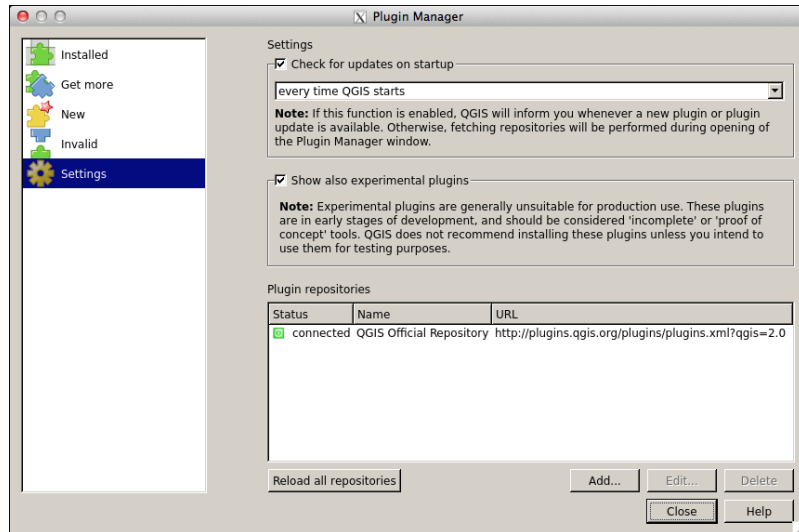 Plugin Manager
Installed
Get more
New
Invalid
Settings
Settings
Check for updates on startup
every time QGIS starts
Note: If this function is enabled, QGIS will inform you whenever a new plugin or plugin
update is available. Otherwise, fetching repositories will be performed during opening of
the Plugin Manager window.
Show also experimental plugins
Note: Experimental plugins are generally unsuitable for production use. These plugins
are in early stages of development, and should be considered 'incomplete' or 'proof of
concept' tools. QGIS does not recommend installing these plugins unless you intend to
use them for testing purposes.
Plugin repositories
Status Name URL
connected QGIS Official Repository http://plugins.qgis.org/plugins/plugins.xml?qgis=2.0
Reload all repositories Add... Edit... Delete
Close Help